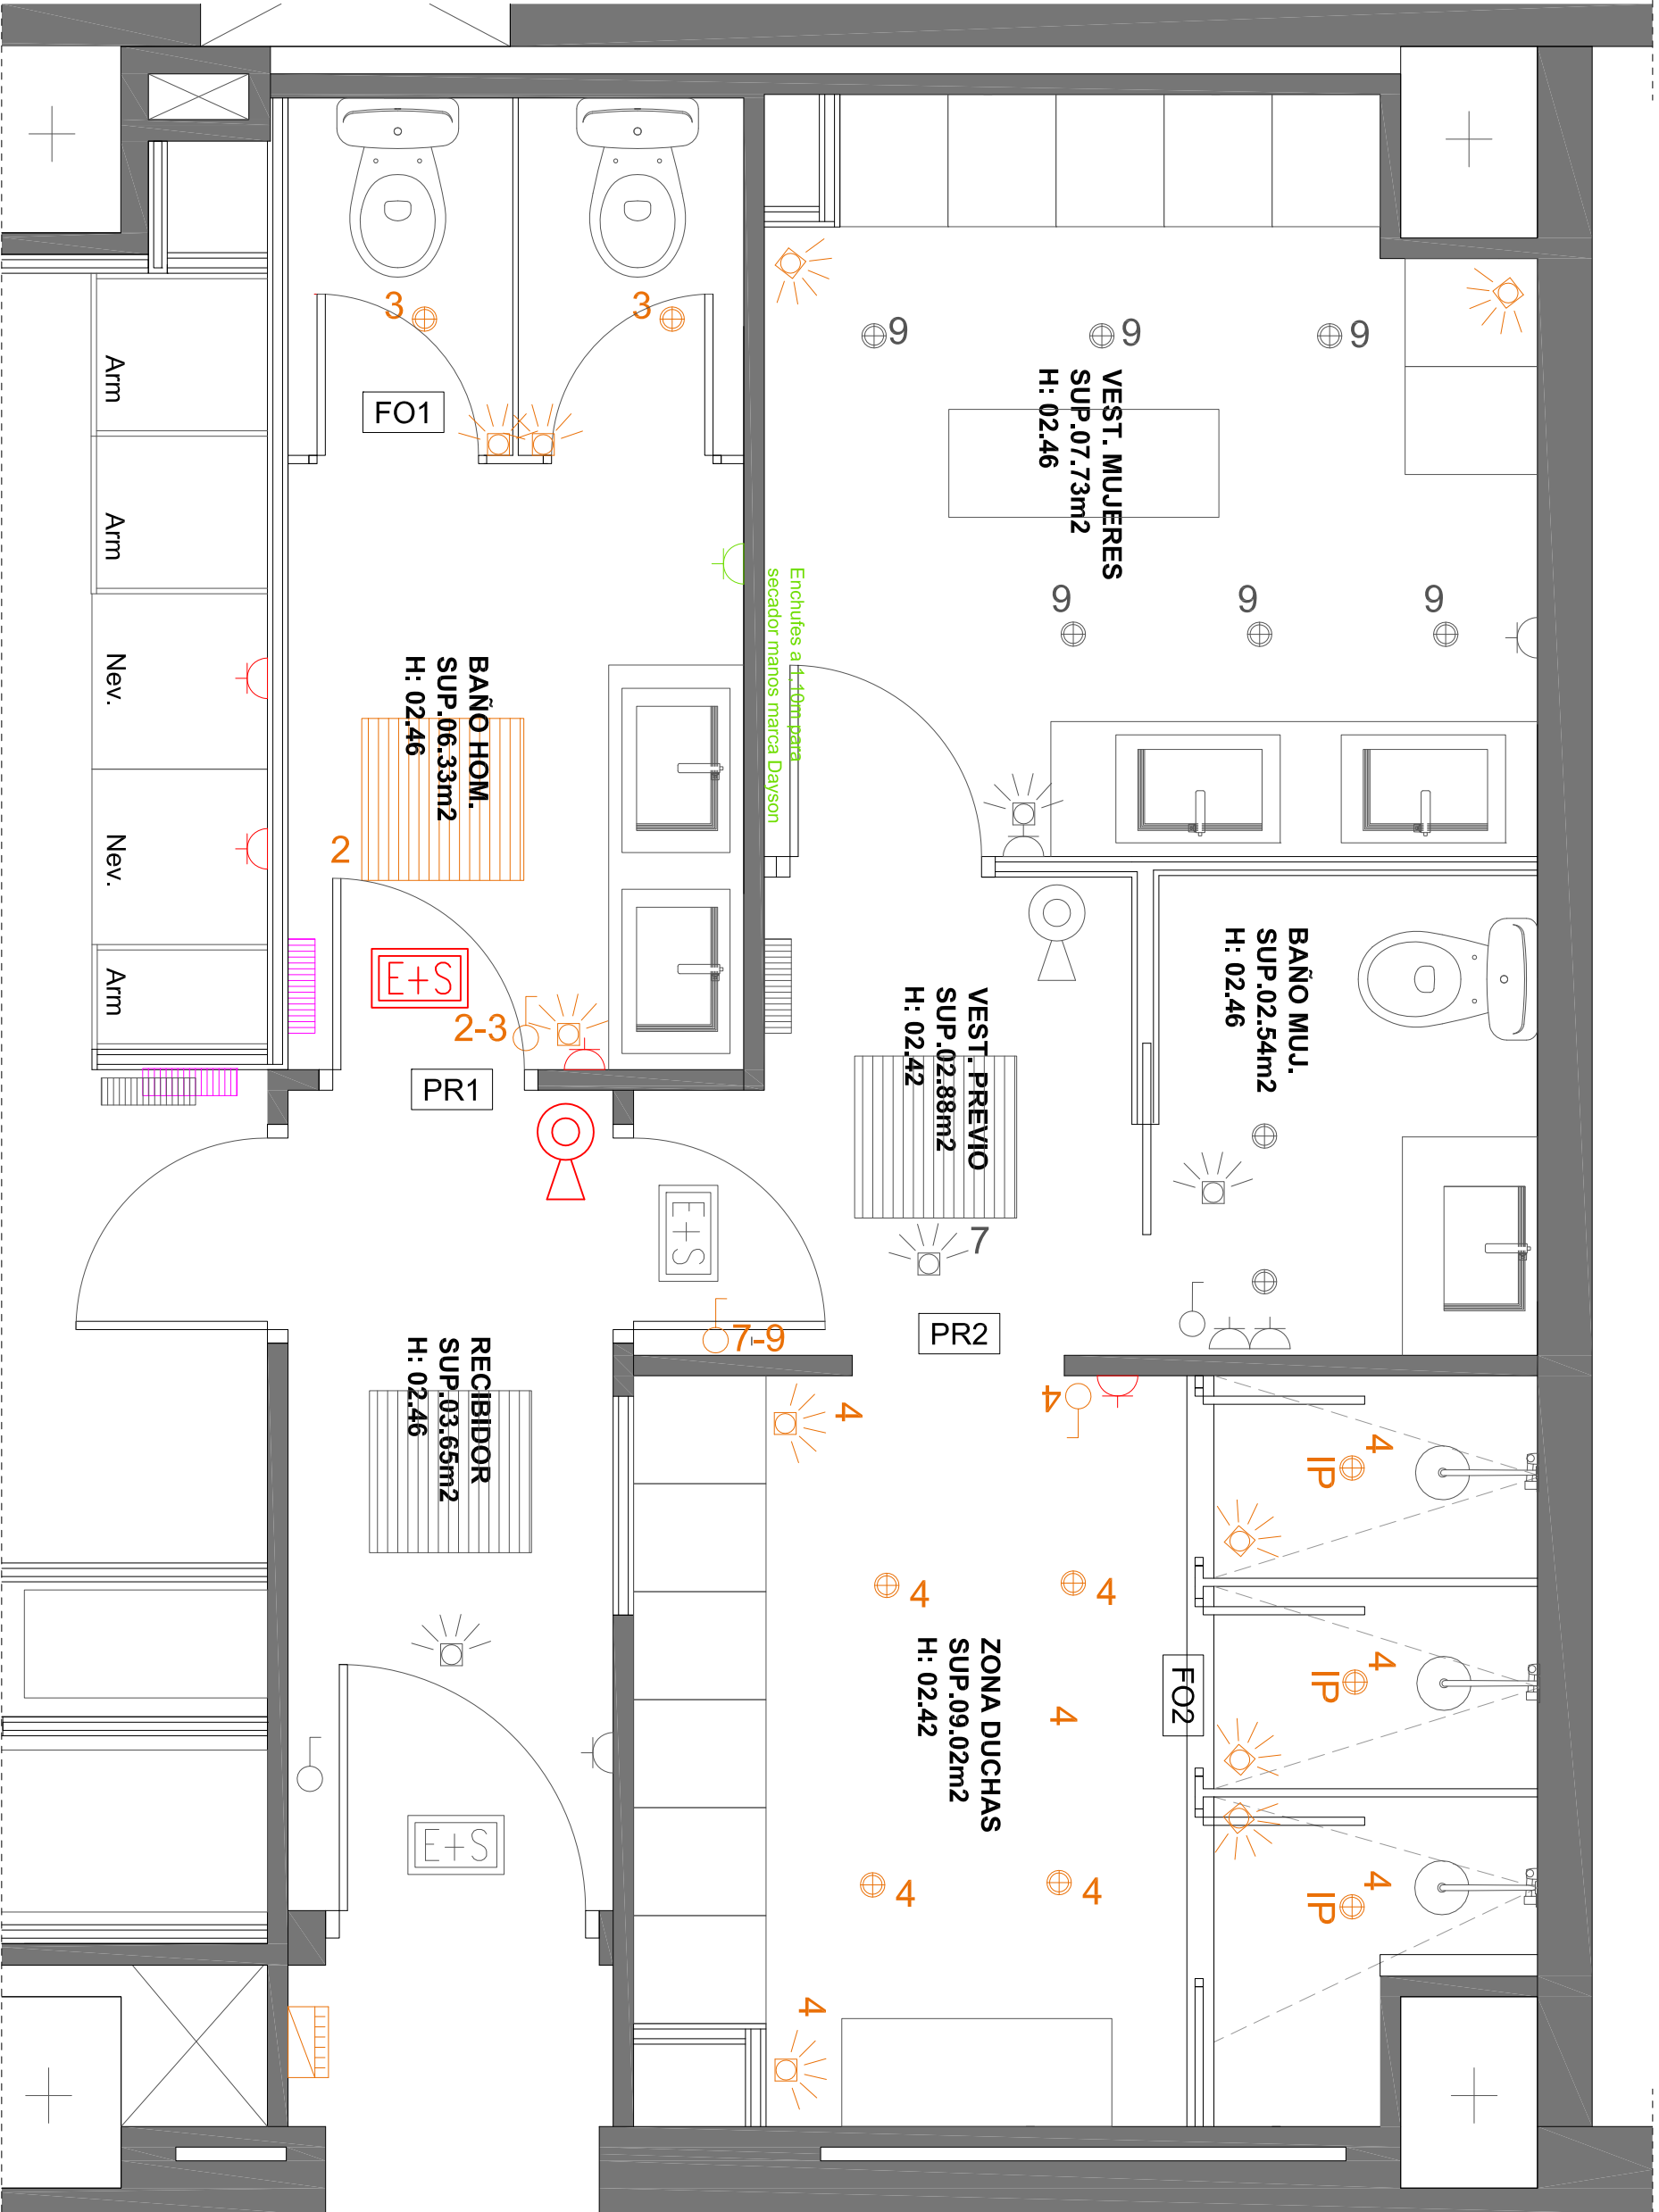 3
3
FO1
9
9
9
VEST. MUJERES
SUP.07.73m2
H: 02.46
9
9
9
Arm
Arm
Nev.
Nev.
Arm
Enchufes a 1,10m para
secador manos marca Dayson
BAÑO HOM.
SUP.06.33m2
H: 02.46
2
E+S
2-3
PR1
BAÑO MUJ.
SUP.02.54m2
H: 02.46
VEST. PREVIO
SUP.02.88m2
H: 02.42
7
E+S
7-9
PR2
RECIBIDOR
SUP.03.65m2
H: 02.46
4
4
4
IP
4
4
4
IP
ZONA DUCHAS
SUP.09.02m2
H: 02.42
4
FO2
E+S
4
4
4
IP
4